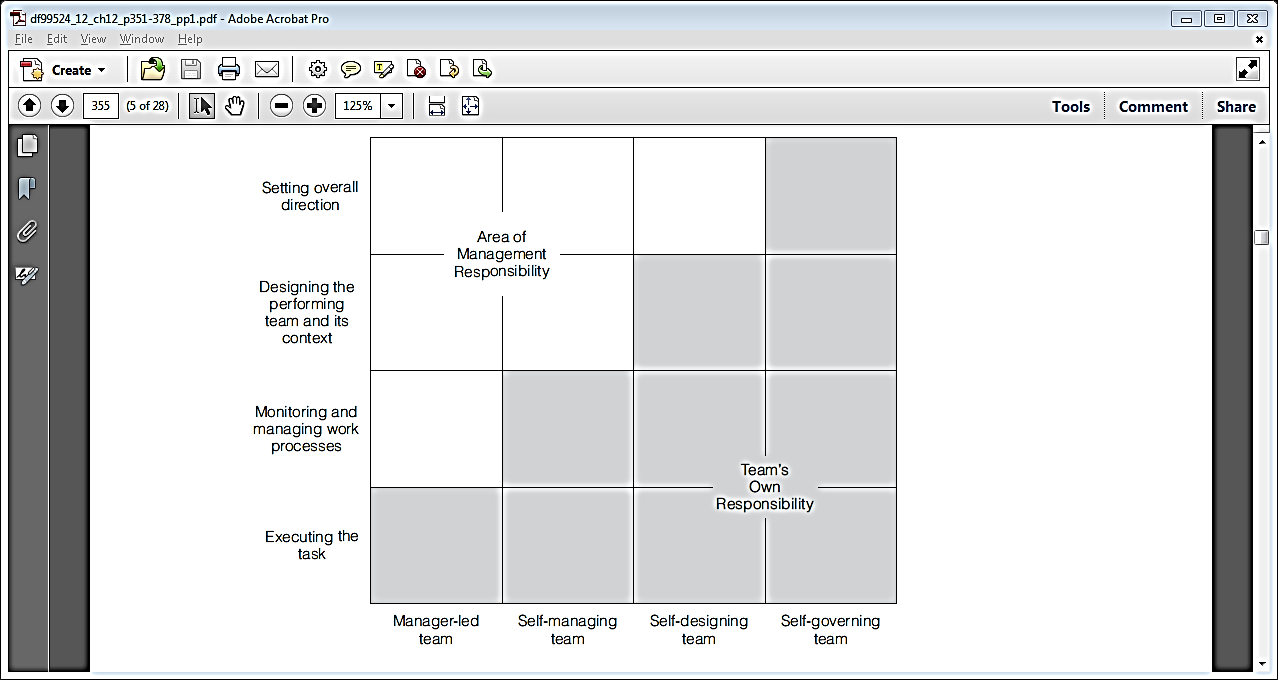 df99524_12_ch12_p351-378_pp1.pdf - Adobe Acrobat Pro
File Edit View Window Help
Create
355 (5 of 28) 125% Tools Comment Share
Setting overall
direction
Area of
Management
Responsibility
Designing the
performing
team and its
context
Monitoring and
managing work
processes
Team's
Own
Responsibility
Executing the
task
Manager-led
team
Self-managing
team
Self-designing
team
Self-governing
team